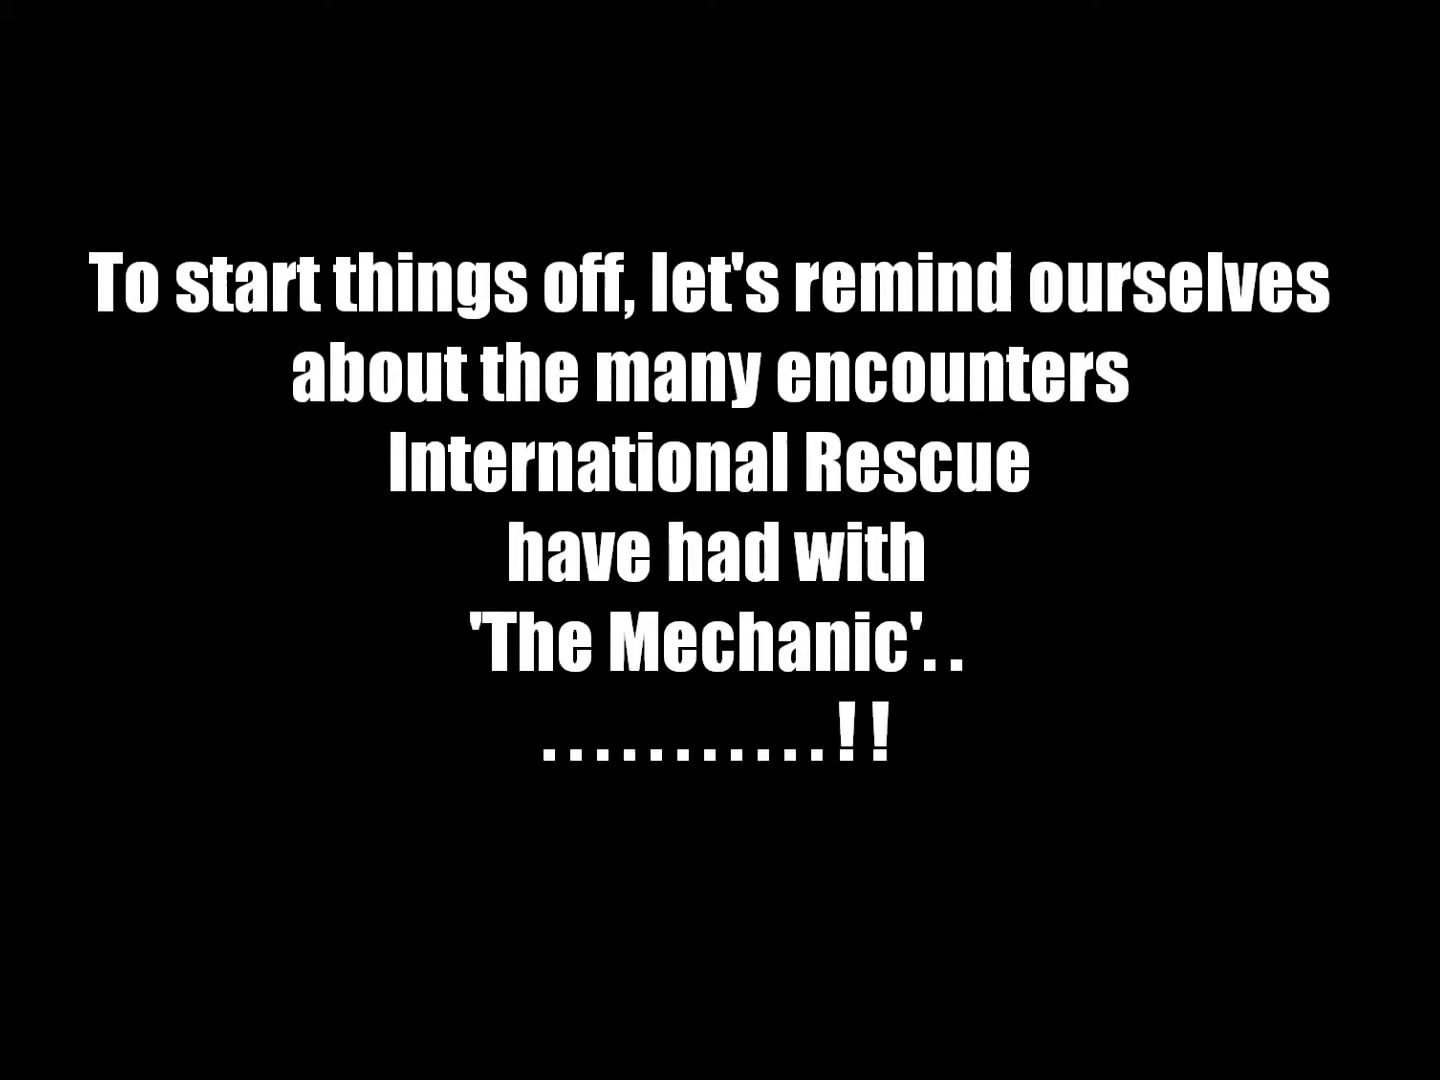 To start things off, let's remind ourselves
about the many encounters
International Rescue
have had with
'The Mechanic'. .
. . . . . . . . . . . ! !